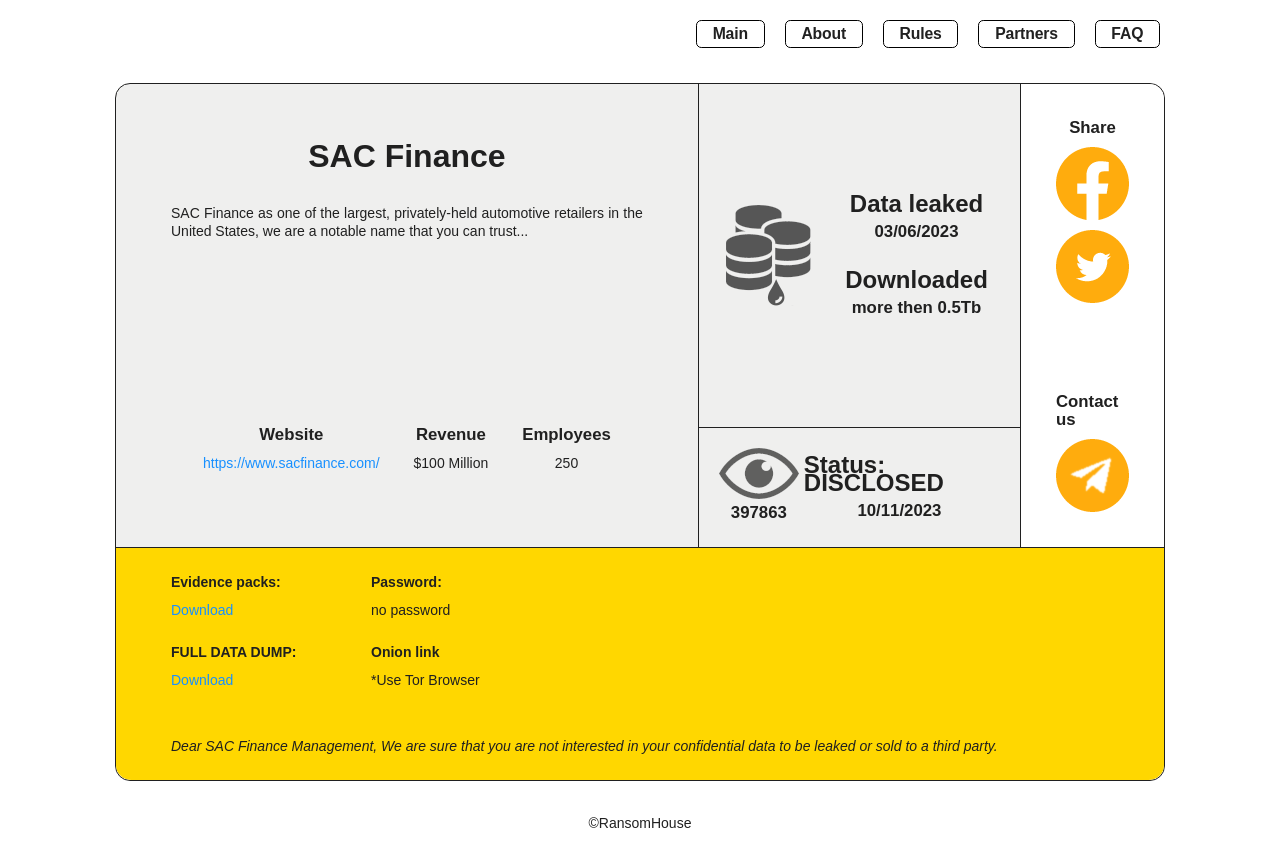 Main About Rules Partners FAQ
SAC Finance
SAC Finance as one of the largest, privately-held automotive retailers in the
United States, we are a notable name that you can trust...
Website Revenue Employees
https://www.sacfinance.com/ $100 Million 250
Data leaked
03/06/2023
Downloaded
more then 0.5Tb
Status:
DISCLOSED
397863 10/11/2023
Share
Contact
us
Evidence packs: Password:
Download no password
FULL DATA DUMP: Onion link
Download *Use Tor Browser
Dear SAC Finance Management, We are sure that you are not interested in your confidential data to be leaked or sold to a third party.
©RansomHouse